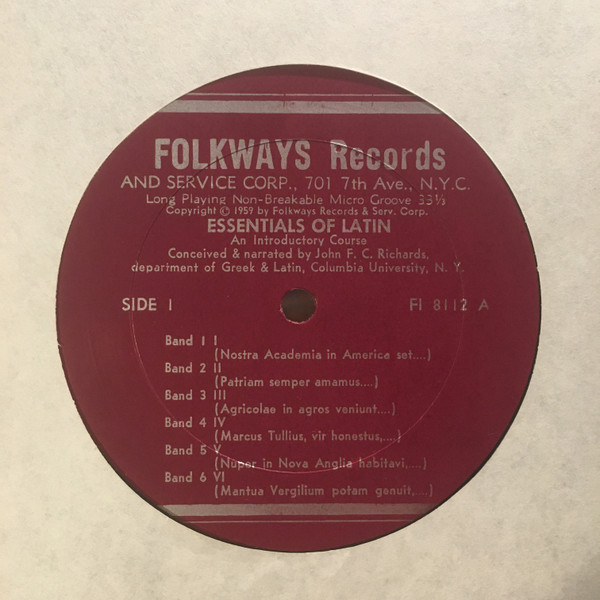 FOLKWAYS Records
AND SERVICE CORP., 701 7th Ave., N.Y.C.
Long Playing Non-Breakable Micro Groove 33⅓
Copyright © 1959 by Folkways Records & Serv. Corp.
ESSENTIALS OF LATIN
An Introductory Course
Conceived & narrated by John F. C. Richards,
department of Greek & Latin, Columbia University, N. Y.
SIDE I FI 8112 A
Band 1 I
(Nostra Academia in America set....)
Band 2 II
(Patriam semper amamus....)
Band 3 III
(Agricolae in agros veniunt....)
Band 4 IV
(Marcus Tullius, vir honestus,....)
Band 5 V
(Nuper in Nova Anglia habitavi,....)
Band 6 VI
(Mantua Vergilium potam genuit,....)